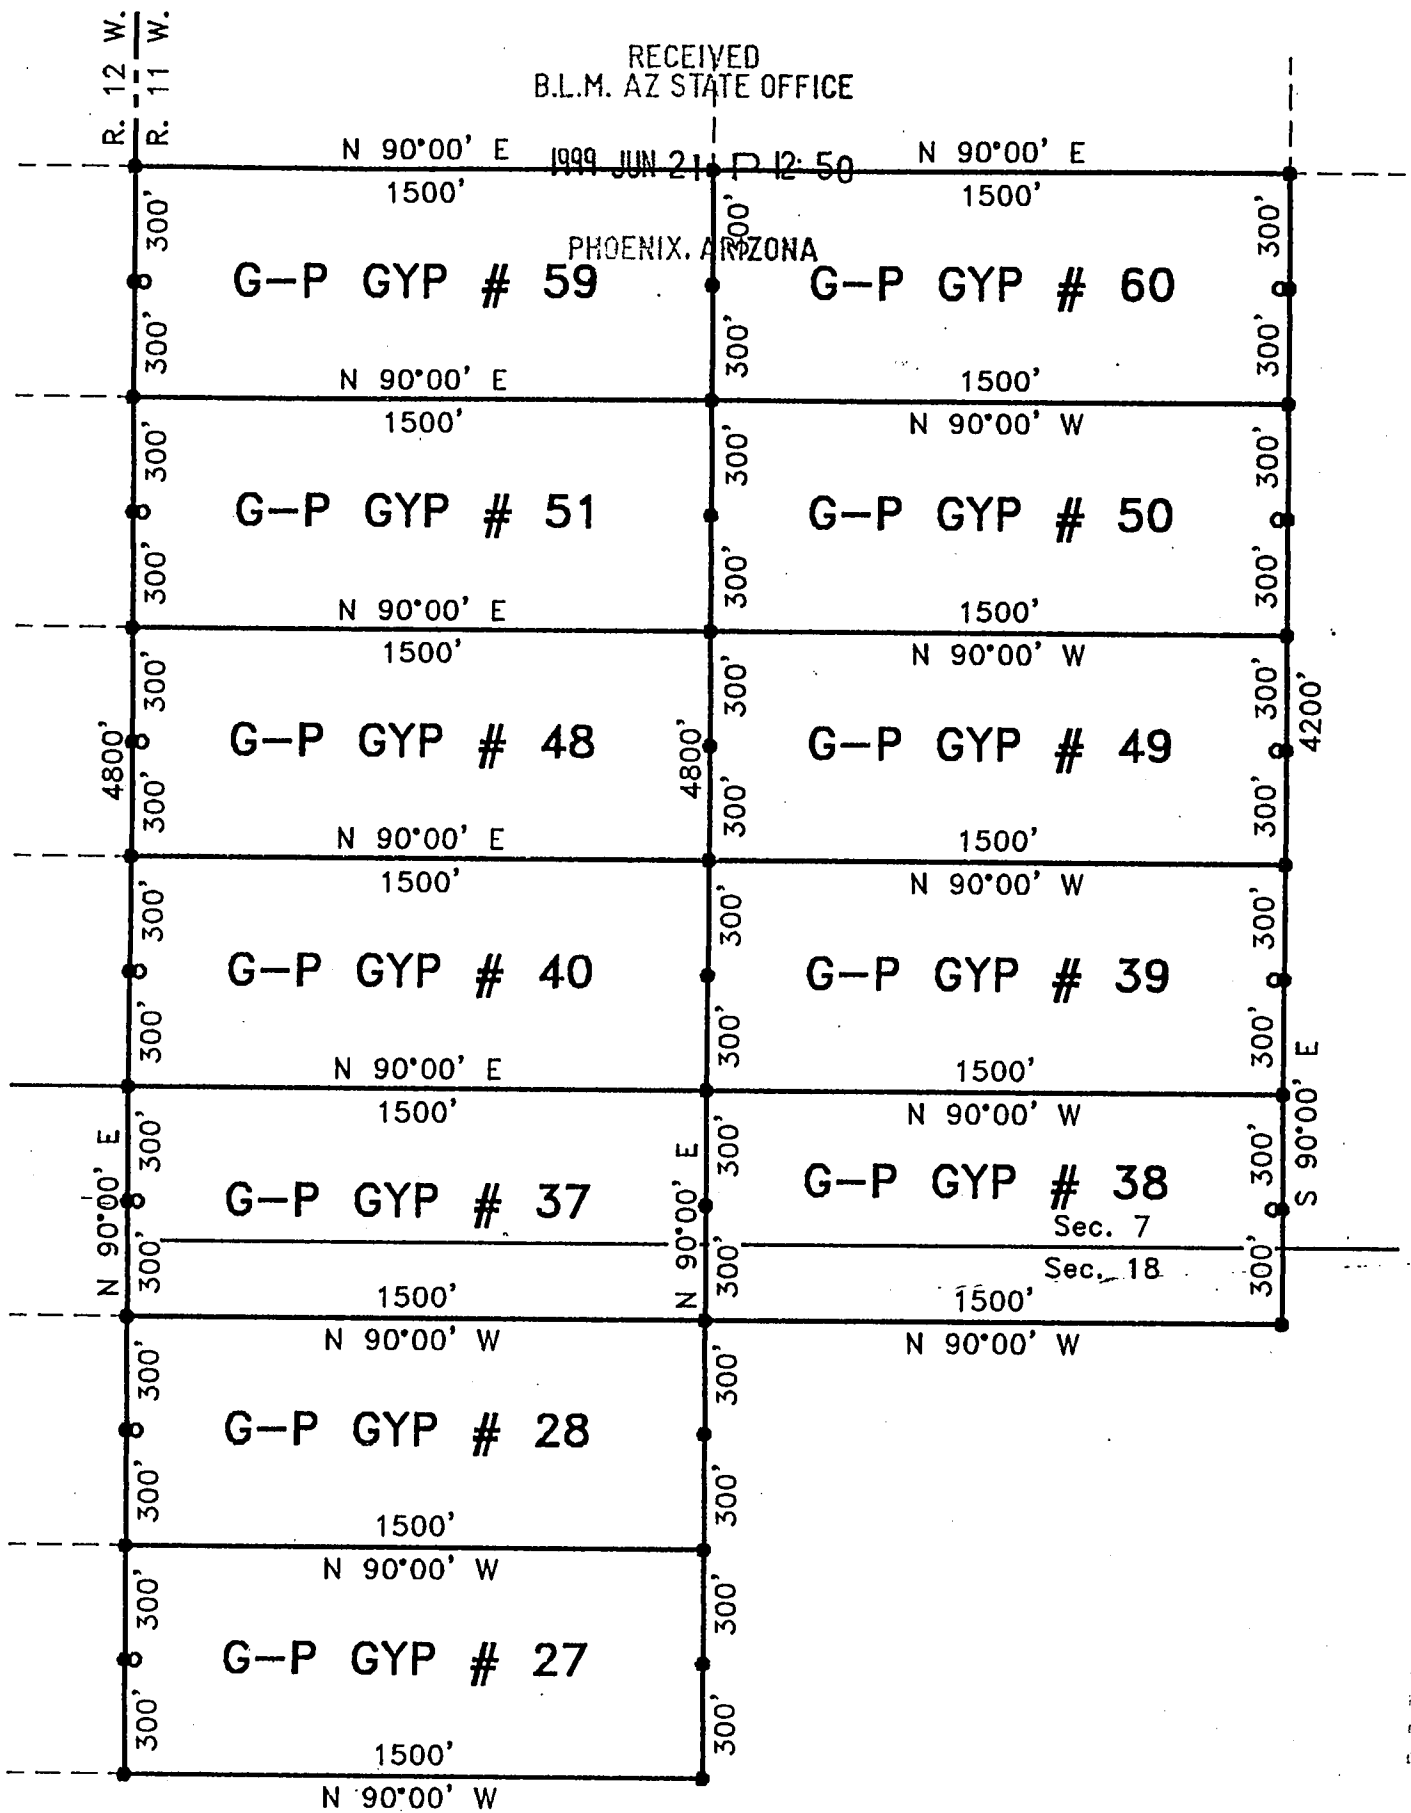 R. 12 W.
R. 11 W.
RECEIVED
B.L.M. AZ STATE OFFICE
1999 JUN 21 P 12: 50
PHOENIX, ARIZONA
N 90°00' E
N 90°00' E
1500'
1500'
300'
300'
300'
G-P GYP # 59
G-P GYP # 60
300'
300'
300'
N 90°00' E
1500'
1500'
N 90°00' W
300'
300'
300'
G-P GYP # 51
G-P GYP # 50
300'
300'
300'
N 90°00' E
1500'
1500'
N 90°00' W
300'
300'
300'
4800'
G-P GYP # 48
4800'
G-P GYP # 49
4200'
300'
300'
300'
N 90°00' E
1500'
1500'
N 90°00' W
300'
300'
300'
G-P GYP # 40
G-P GYP # 39
300'
300'
300'
N 90°00' E
1500'
1500'
N 90°00' W
300'
300'
300'
N 90°00' E
G-P GYP # 37
N 90°00' E
G-P GYP # 38
S 90°00' E
Sec. 7
Sec. 18
300'
300'
300'
1500'
N 90°00' W
1500'
N 90°00' W
300'
300'
G-P GYP # 28
300'
300'
1500'
N 90°00' W
300'
300'
G-P GYP # 27
300'
300'
1500'
N 90°00' W